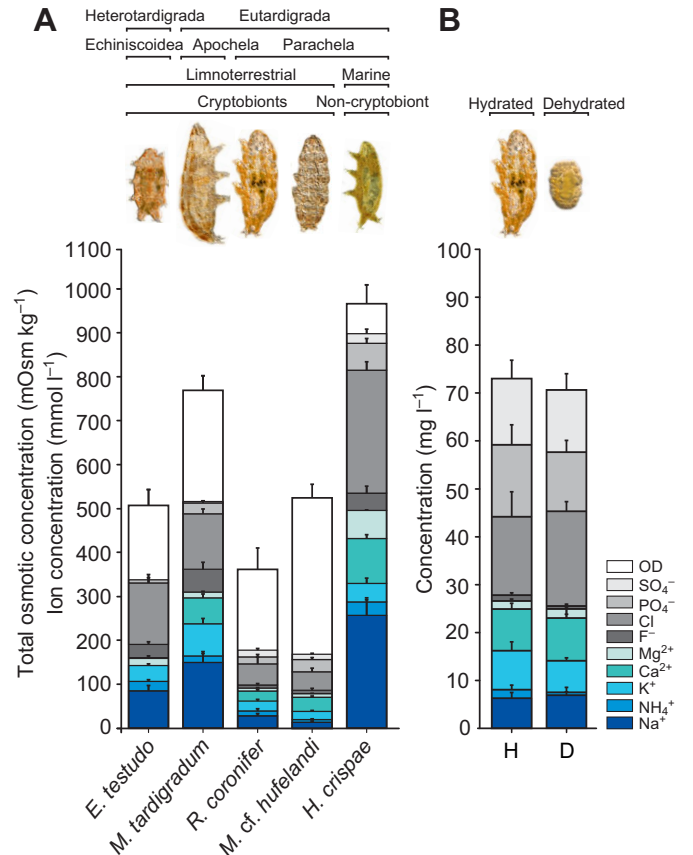 A
Heterotardigrada Eutardigrada
Echiniscoidea Apochela Parachela
Limnoterrestrial Marine
Cryptobionts Non-cryptobiont
1100
1000
900
800
700
600
500
400
300
200
100
0
Total osmotic concentration (mOsm kg⁻¹)
Ion concentration (mmol l⁻¹)
E. testudo
M. tardigradum
R. coronifer
M. cf. hufelandi
H. crispae
B
Hydrated Dehydrated
100
90
80
70
60
50
40
30
20
10
0
Concentration (mg l⁻¹)
H D
OD
SO₄⁻
PO₄⁻
Cl
F⁻
Mg²⁺
Ca²⁺
K⁺
NH₄⁺
Na⁺